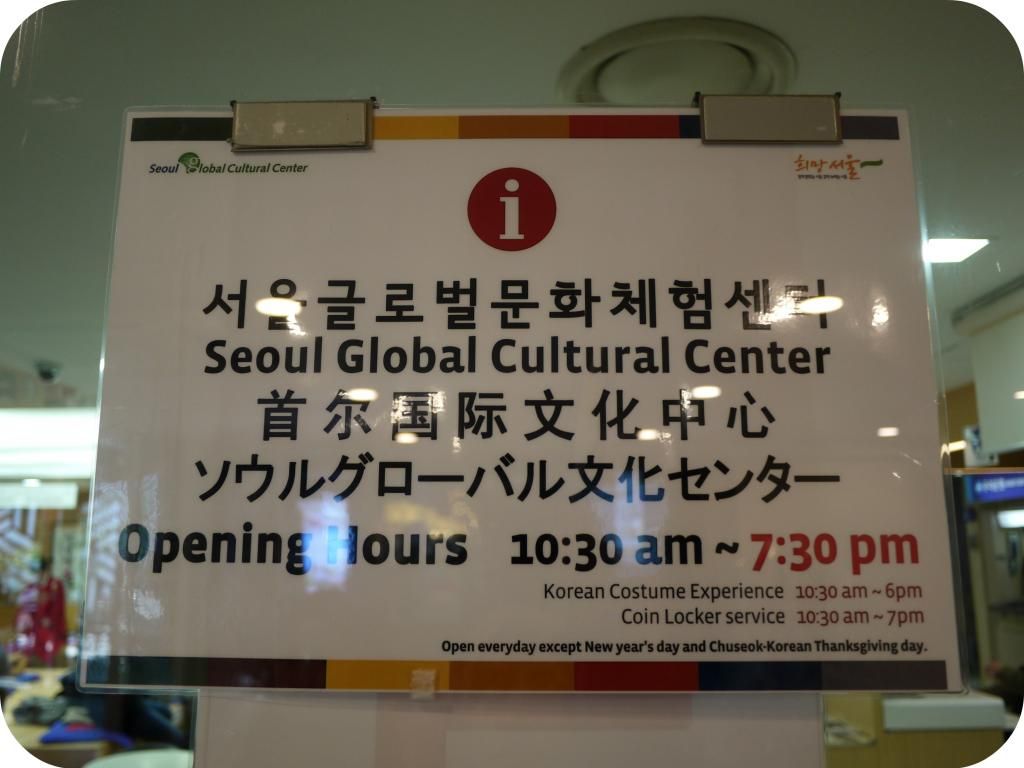 Seoul global Cultural Center
희망서울
i
서울글로벌문화체험센터
Seoul Global Cultural Center
首尔国际文化中心
ソウルグローバル文化センター
Opening Hours 10:30 am ~ 7:30 pm
Korean Costume Experience 10:30 am ~ 6pm
Coin Locker service 10:30 am ~ 7pm
Open everyday except New year's day and Chuseok-Korean Thanksgiving day.